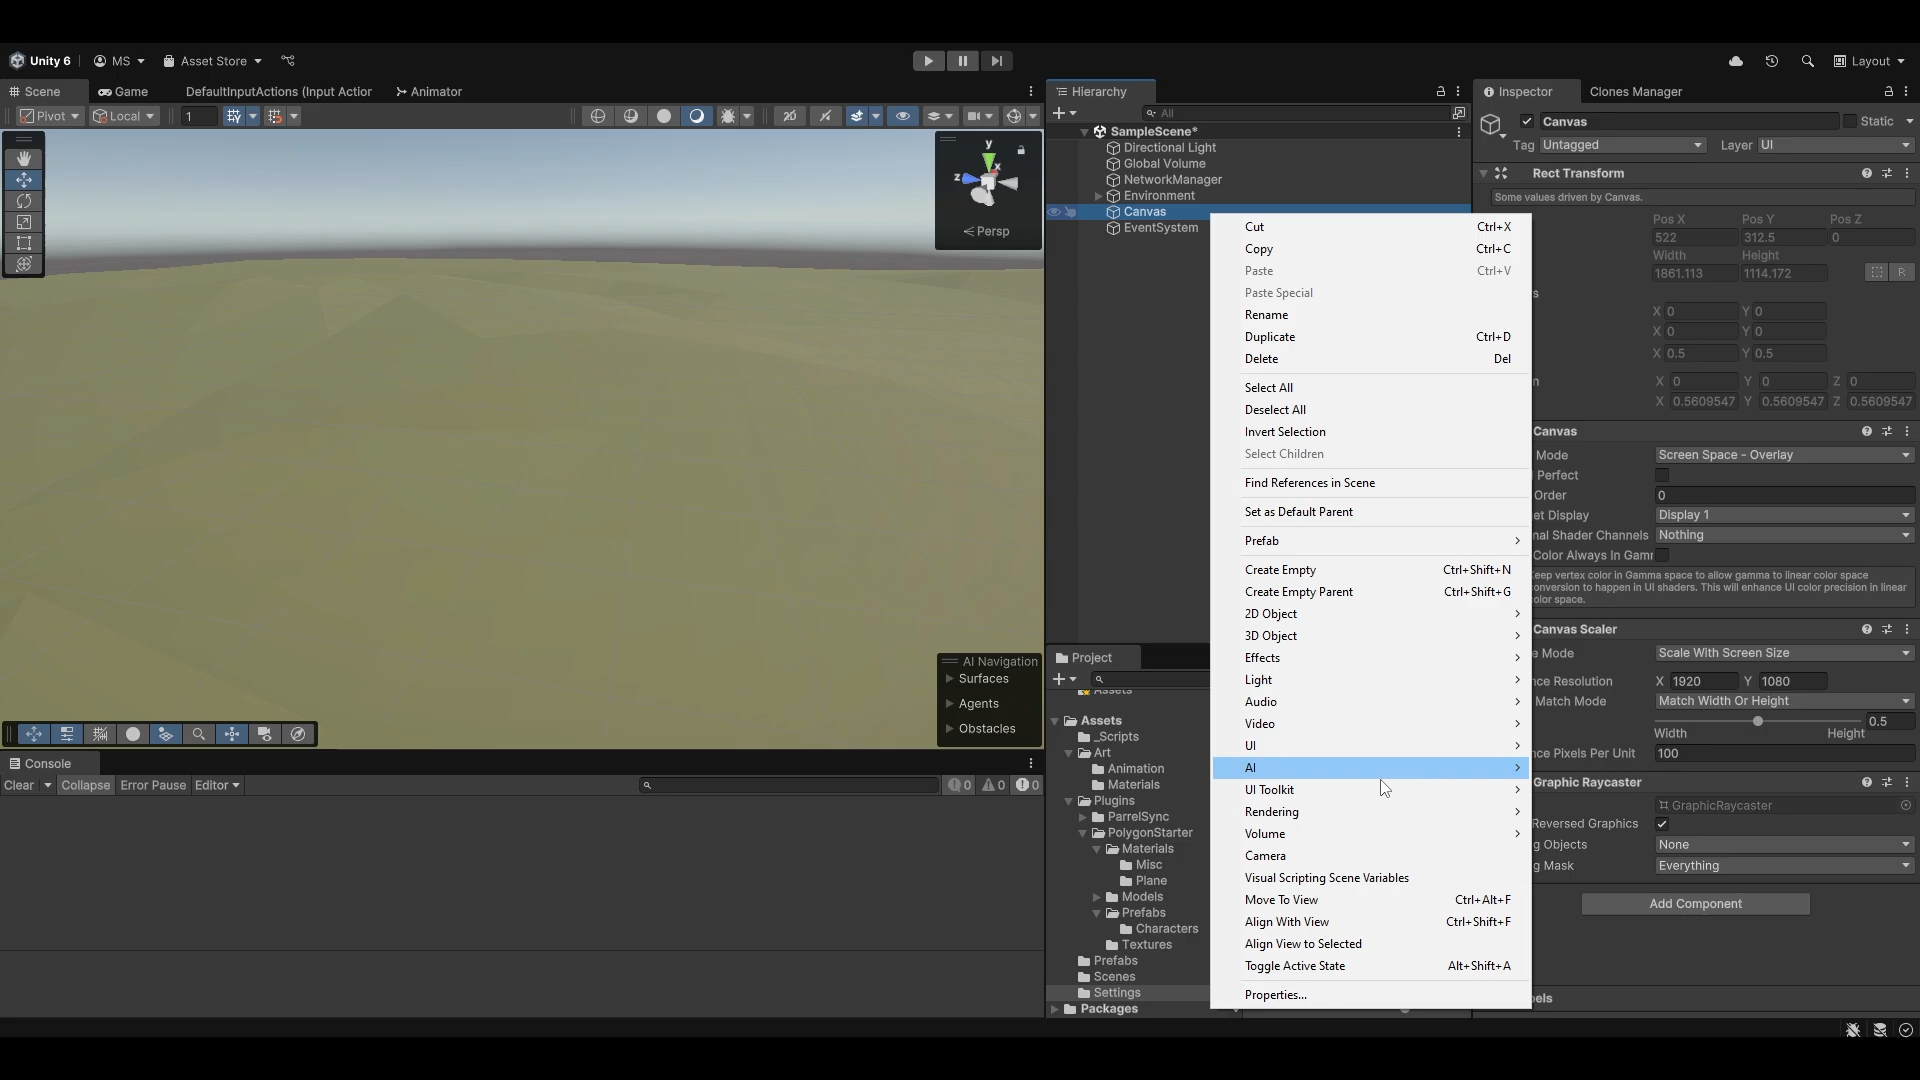 Unity 6
MS
Asset Store
Layout
Scene
Game
DefaultInputActions (Input Action
Animator
Pivot
Local
1
y
x
z
Persp
AI Navigation
Surfaces
Agents
Obstacles
Console
Clear
Collapse
Error Pause
Editor
0
0
0
Hierarchy
All
SampleScene*
Directional Light
Global Volume
NetworkManager
Environment
Canvas
EventSystem
Project
Assets
Assets
_Scripts
Art
Animation
Materials
Plugins
ParrelSync
PolygonStarter
Materials
Misc
Plane
Models
Prefabs
Characters
Textures
Prefabs
Scenes
Settings
Packages
Cut Ctrl+X
Copy Ctrl+C
Paste Ctrl+V
Paste Special
Rename
Duplicate Ctrl+D
Delete Del
Select All
Deselect All
Invert Selection
Select Children
Find References in Scene
Set as Default Parent
Prefab
Create Empty Ctrl+Shift+N
Create Empty Parent Ctrl+Shift+G
2D Object
3D Object
Effects
Light
Audio
Video
UI
AI
UI Toolkit
Rendering
Volume
Camera
Visual Scripting Scene Variables
Move To View Ctrl+Alt+F
Align With View Ctrl+Shift+F
Align View to Selected
Toggle Active State Alt+Shift+A
Properties...
Inspector
Clones Manager
Canvas
Static
Tag Untagged
Layer UI
Rect Transform
Some values driven by Canvas.
Pos X Pos Y Pos Z
522 312.5 0
Width Height
1861.113 1114.172
R
s
X 0 Y 0
X 0 Y 0
X 0.5 Y 0.5
n X 0 Y 0 Z 0
X 0.5609547 Y 0.5609547 Z 0.5609547
Canvas
Mode Screen Space - Overlay
Perfect
Order 0
et Display Display 1
nal Shader Channels Nothing
Color Always In Gamr
eep vertex color in Gamma space to allow gamma to linear color space
onversion to happen in UI shaders. This will enhance UI color precision in linear
olor space.
Canvas Scaler
e Mode Scale With Screen Size
nce Resolution X 1920 Y 1080
Match Mode Match Width Or Height
0.5
Width Height
nce Pixels Per Unit 100
Graphic Raycaster
GraphicRaycaster
Reversed Graphics
g Objects None
g Mask Everything
Add Component
bels